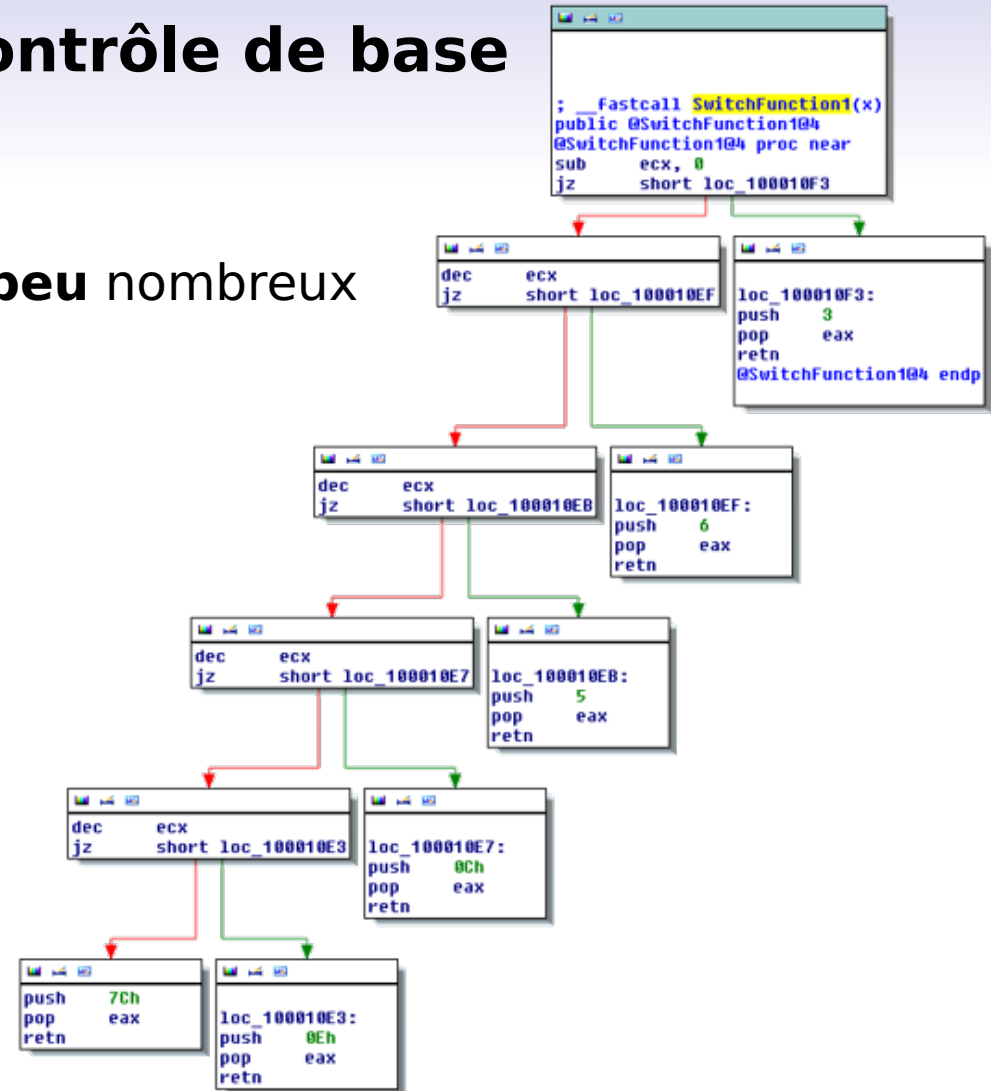 ontrôle de base
peu nombreux
; __fastcall SwitchFunction1(x)
public @SwitchFunction1@4
@SwitchFunction1@4 proc near
sub ecx, 0
jz short loc_100010F3
dec ecx
jz short loc_100010EF
loc_100010F3:
push 3
pop eax
retn
@SwitchFunction1@4 endp
dec ecx
jz short loc_100010EB
loc_100010EF:
push 6
pop eax
retn
dec ecx
jz short loc_100010E7
loc_100010EB:
push 5
pop eax
retn
dec ecx
jz short loc_100010E3
loc_100010E7:
push 0Ch
pop eax
retn
push 7Ch
pop eax
retn
loc_100010E3:
push 0Eh
pop eax
retn